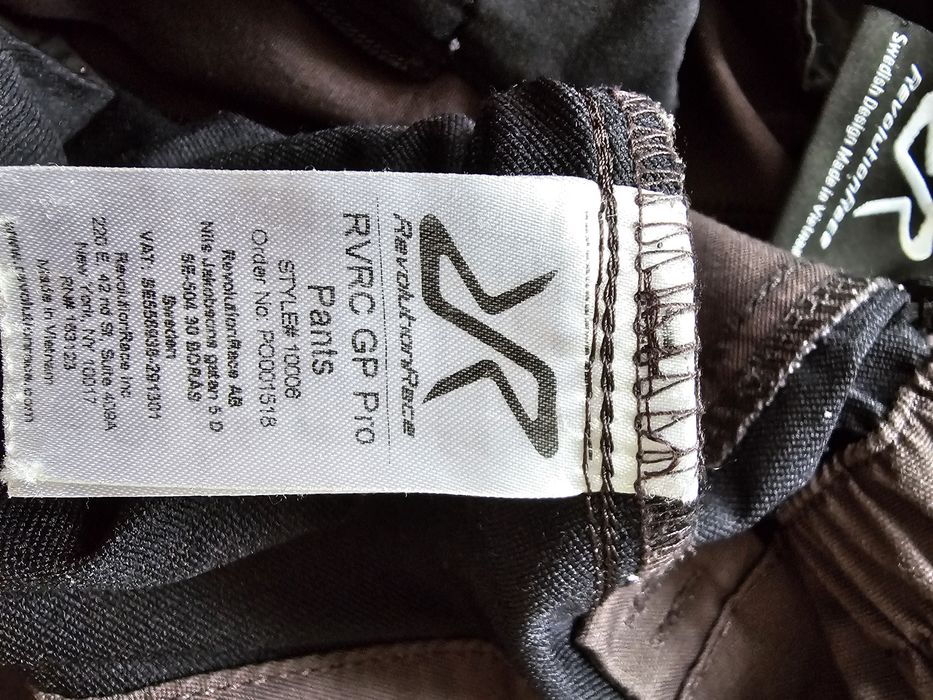 RevolutionRace
RVRC GP Pro
Pants
STYLE# 10006
Order No. PO001518
RevolutionRace AB
Nils Jakobsons gatan 5 D
SE-504 30 BORÅS
Sweden
VAT: SE556938-291301
RevolutionRace Inc
220 E. 42 nd St, Suite 409A
New York, NY 10017
RN# 163123
Made in Vietnam
www.revolutionrace.com
RevolutionRace
Swedish Design Made in